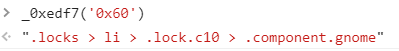 > _0xedf7('0x60')
< ".locks > li > .lock.c10 > .component.gnome"